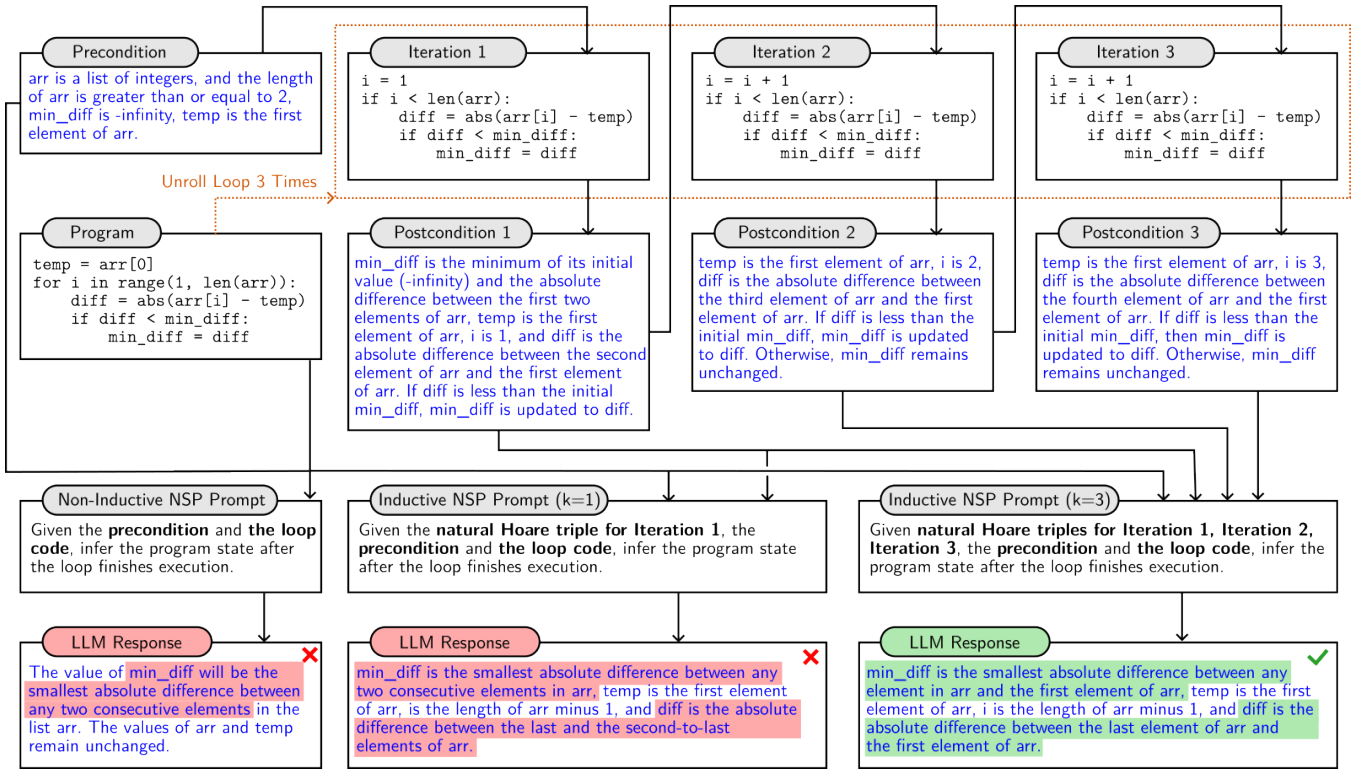 Precondition
arr is a list of integers, and the length
of arr is greater than or equal to 2,
min_diff is -infinity, temp is the first
element of arr.
Iteration 1
i = 1
if i < len(arr):
    diff = abs(arr[i] - temp)
    if diff < min_diff:
        min_diff = diff
Iteration 2
i = i + 1
if i < len(arr):
    diff = abs(arr[i] - temp)
    if diff < min_diff:
        min_diff = diff
Iteration 3
i = i + 1
if i < len(arr):
    diff = abs(arr[i] - temp)
    if diff < min_diff:
        min_diff = diff
Unroll Loop 3 Times
Program
temp = arr[0]
for i in range(1, len(arr)):
    diff = abs(arr[i] - temp)
    if diff < min_diff:
        min_diff = diff
Postcondition 1
min_diff is the minimum of its initial
value (-infinity) and the absolute
difference between the first two
elements of arr, temp is the first
element of arr, i is 1, and diff is the
absolute difference between the second
element of arr and the first element
of arr. If diff is less than the initial
min_diff, min_diff is updated to diff.
Postcondition 2
temp is the first element of arr, i is 2,
diff is the absolute difference between
the third element of arr and the first
element of arr. If diff is less than the
initial min_diff, min_diff is updated
to diff. Otherwise, min_diff remains
unchanged.
Postcondition 3
temp is the first element of arr, i is 3,
diff is the absolute difference between
the fourth element of arr and the first
element of arr. If diff is less than the
initial min_diff, then min_diff is
updated to diff. Otherwise, min_diff
remains unchanged.
Non-Inductive NSP Prompt
Given the precondition and the loop
code, infer the program state after
the loop finishes execution.
Inductive NSP Prompt (k=1)
Given the natural Hoare triple for Iteration 1, the
precondition and the loop code, infer the program state
after the loop finishes execution.
Inductive NSP Prompt (k=3)
Given natural Hoare triples for Iteration 1, Iteration 2,
Iteration 3, the precondition and the loop code, infer the
program state after the loop finishes execution.
LLM Response
The value of min_diff will be the
smallest absolute difference between
any two consecutive elements in the
list arr. The values of arr and temp
remain unchanged.
LLM Response
min_diff is the smallest absolute difference between any
two consecutive elements in arr, temp is the first element
of arr, is the length of arr minus 1, and diff is the absolute
difference between the last and the second-to-last
elements of arr.
LLM Response
min_diff is the smallest absolute difference between any
element in arr and the first element of arr, temp is the first
element of arr, i is the length of arr minus 1, and diff is the
absolute difference between the last element of arr and
the first element of arr.